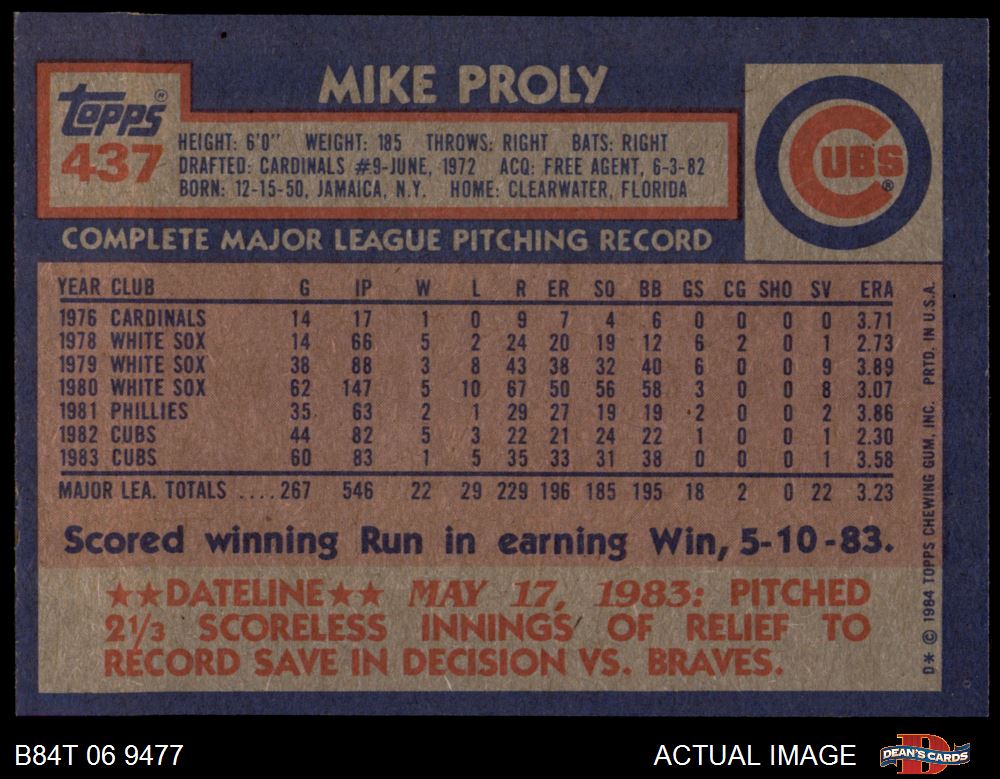 MIKE PROLY
TOPPS®
437
HEIGHT: 6'0" WEIGHT: 185 THROWS: RIGHT BATS: RIGHT
DRAFTED: CARDINALS #9-JUNE, 1972 ACQ: FREE AGENT, 6-3-82
BORN: 12-15-50, JAMAICA, N.Y. HOME: CLEARWATER, FLORIDA
CUBS®
COMPLETE MAJOR LEAGUE PITCHING RECORD
YEAR CLUB G IP W L R ER SO BB GS CG SHO SV ERA
1976 CARDINALS 14 17 1 0 9 7 4 6 0 0 0 0 3.71
1978 WHITE SOX 14 66 5 2 24 20 19 12 6 2 0 1 2.73
1979 WHITE SOX 38 88 3 8 43 38 32 40 6 0 0 9 3.89
1980 WHITE SOX 62 147 5 10 67 50 56 58 3 0 0 8 3.07
1981 PHILLIES 35 63 2 1 29 27 19 19 2 0 0 2 3.86
1982 CUBS 44 82 5 3 22 21 24 22 1 0 0 1 2.30
1983 CUBS 60 83 1 5 35 33 31 38 0 0 0 1 3.58
MAJOR LEA. TOTALS ....267 546 22 29 229 196 185 195 18 2 0 22 3.23
Scored winning Run in earning Win, 5-10-83.
★★DATELINE★★ MAY 17, 1983: PITCHED
2⅓ SCORELESS INNINGS OF RELIEF TO
RECORD SAVE IN DECISION VS. BRAVES.
D* © 1984 TOPPS CHEWING GUM, INC. PRTD. IN U.S.A.
B84T 06 9477
ACTUAL IMAGE
D
DEAN'S CARDS